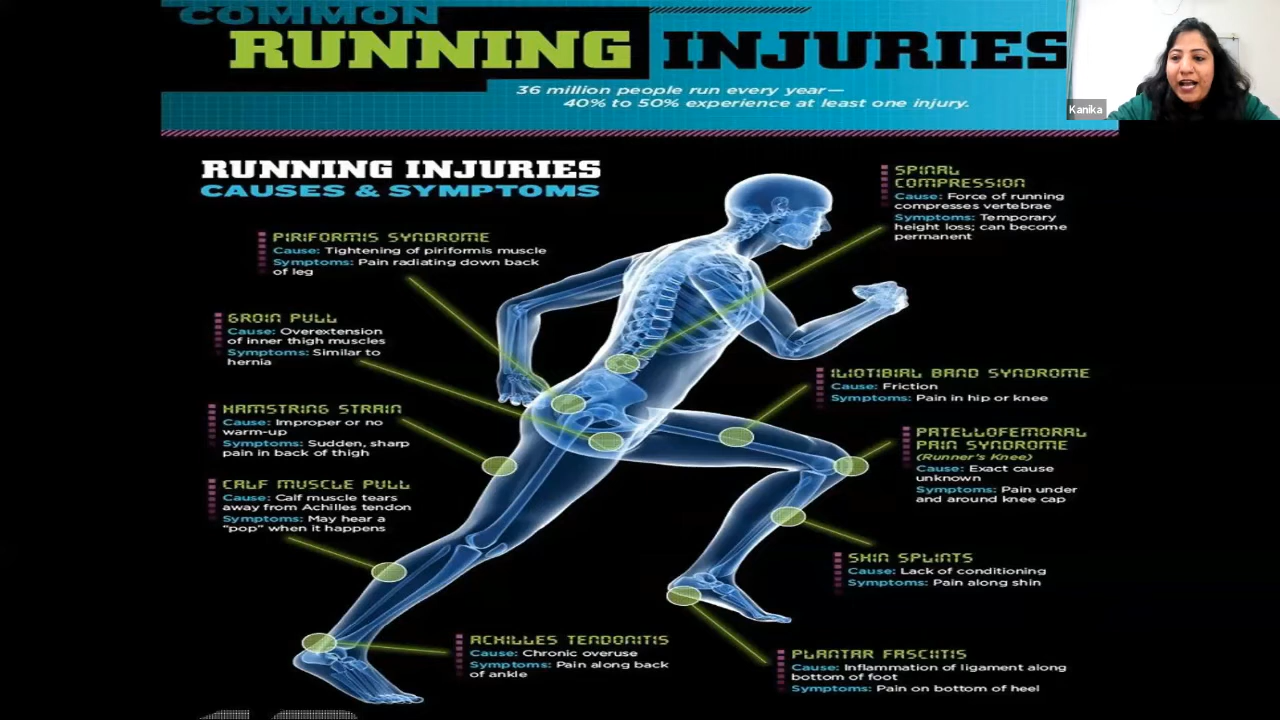 COMMON
RUNNING INJURIES
36 million people run every year—
40% to 50% experience at least one injury.
Kanika
RUNNING INJURIES
CAUSES & SYMPTOMS
SPINAL
COMPRESSION
Cause: Force of running
compresses vertebrae
Symptoms: Temporary
height loss; can become
permanent
PIRIFORMIS SYNDROME
Cause: Tightening of piriformis muscle
Symptoms: Pain radiating down back
of leg
GROIN PULL
Cause: Overextension
of inner thigh muscles
Symptoms: Similar to
hernia
ILIOTIBIAL BAND SYNDROME
Cause: Friction
Symptoms: Pain in hip or knee
HAMSTRING STRAIN
Cause: Improper or no
warm-up
Symptoms: Sudden, sharp
pain in back of thigh
PATELLOFEMORAL
PAIN SYNDROME
(Runner's Knee)
Cause: Exact cause
unknown
Symptoms: Pain under
and around knee cap
CALF MUSCLE PULL
Cause: Calf muscle tears
away from Achilles tendon
Symptoms: May hear a
"pop" when it happens
SHIN SPLINTS
Cause: Lack of conditioning
Symptoms: Pain along shin
ACHILLES TENDONITIS
Cause: Chronic overuse
Symptoms: Pain along back
of ankle
PLANTAR FASCIITIS
Cause: Inflammation of ligament along
bottom of foot
Symptoms: Pain on bottom of heel